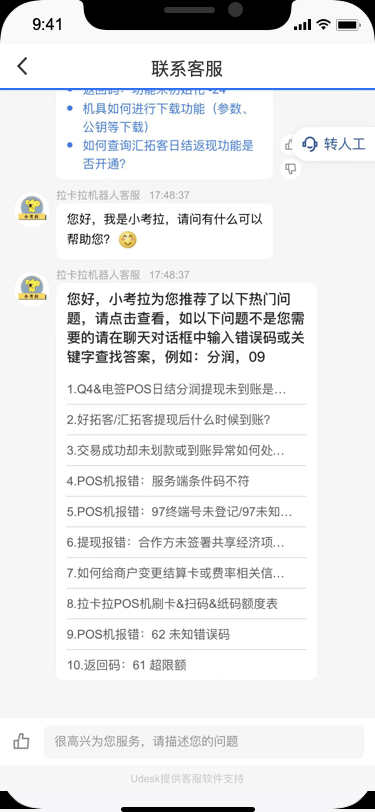 9:41
联系客服
返回码：功能未初始化 -24
机具如何进行下载功能（参数、
公钥等下载）
如何查询汇拓客日结返现功能是
否开通？
转人工
拉卡拉机器人客服 17:48:37
您好，我是小考拉，请问有什么可以
帮助您？
小考拉
拉卡拉机器人客服 17:48:37
您好，小考拉为您推荐了以下热门问
题，请点击查看，如以下问题不是您需
要的请在聊天对话框中输入错误码或关
键字查找答案，例如：分润，09
小考拉
1.Q4&电签POS日结分润提现未到账是...
2.好拓客/汇拓客提现后什么时候到账?
3.交易成功却未划款或到账异常如何处...
4.POS机报错：服务端条件码不符
5.POS机报错：97终端号未登记/97未知...
6.提现报错：合作方未签署共享经济项...
7.如何给商户变更结算卡或费率相关信...
8.拉卡拉POS机刷卡&扫码&纸码额度表
9.POS机报错：62 未知错误码
10.返回码：61 超限额
很高兴为您服务，请描述您的问题
Udesk提供客服软件支持